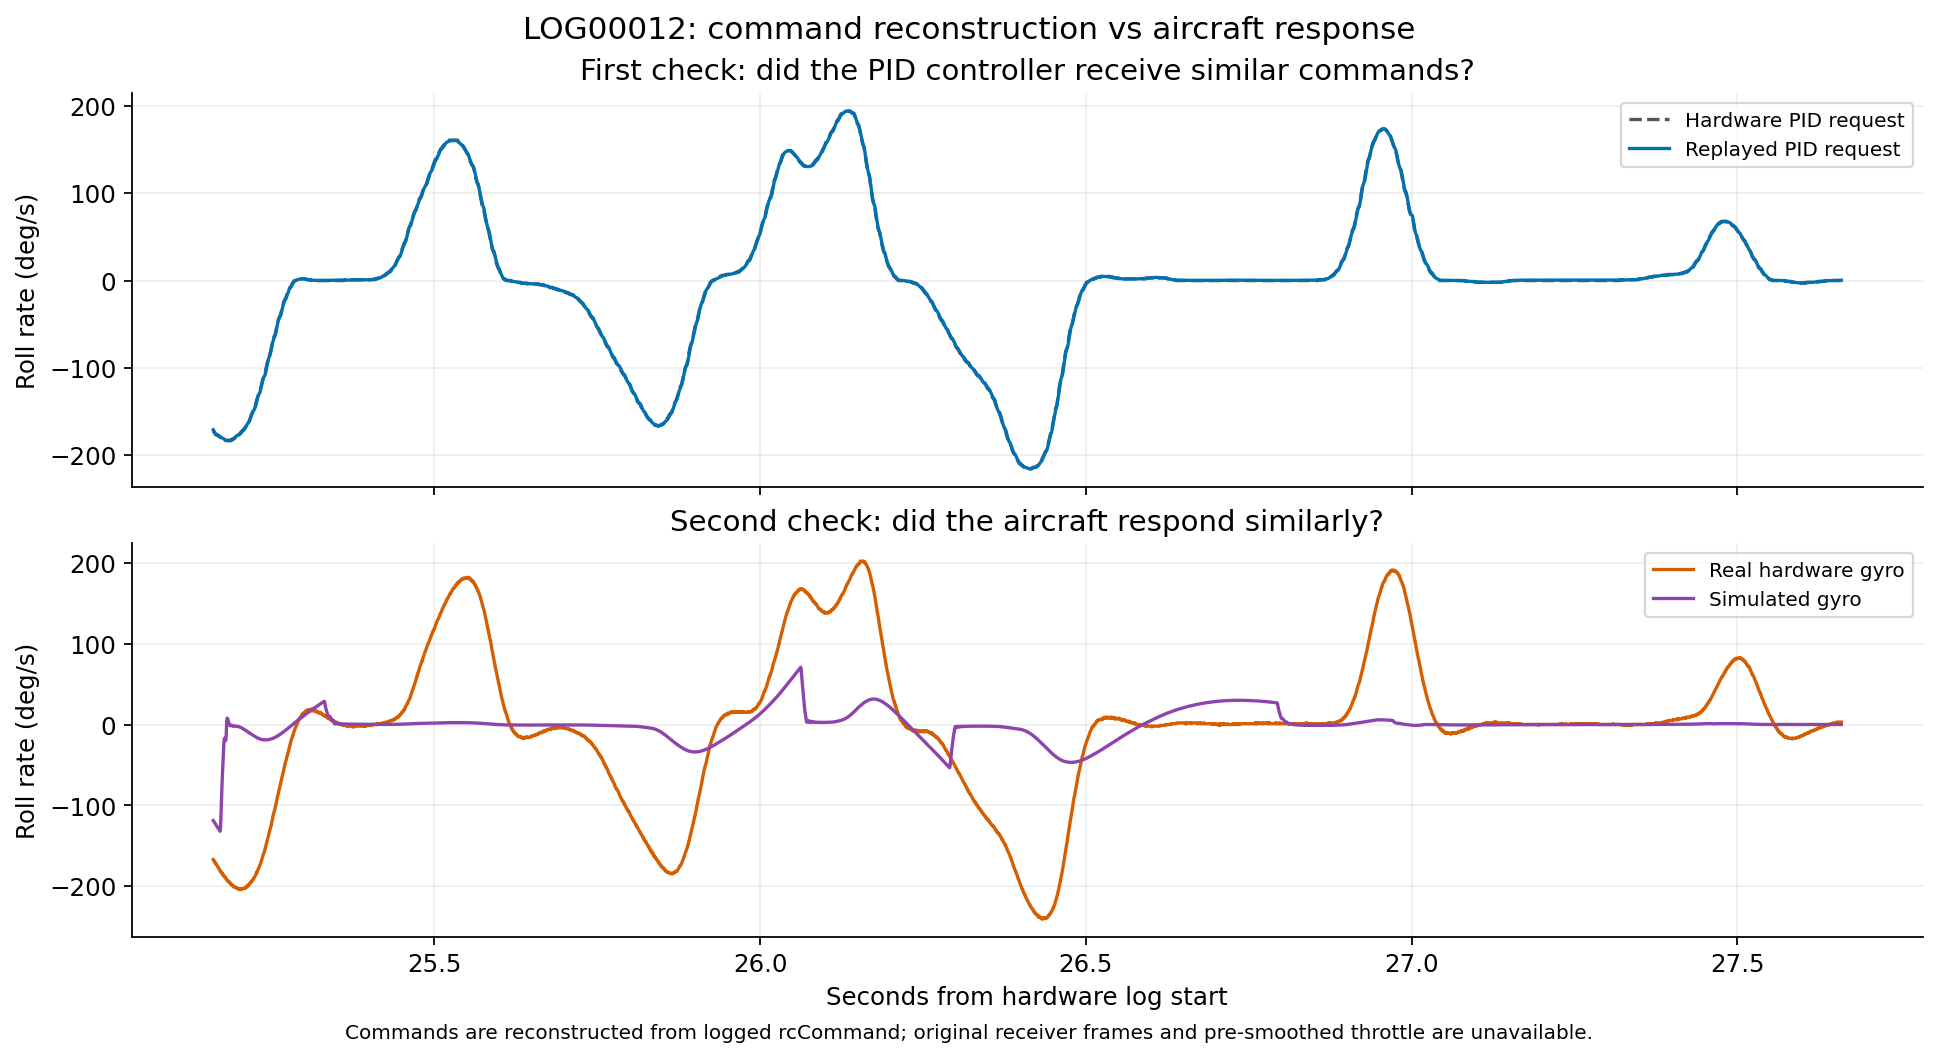 LOG00012: command reconstruction vs aircraft response
First check: did the PID controller receive similar commands?
Hardware PID request
Replayed PID request
200
100
0
−100
−200
Roll rate (deg/s)
Second check: did the aircraft respond similarly?
Real hardware gyro
Simulated gyro
200
100
0
−100
−200
Roll rate (deg/s)
25.5 26.0 26.5 27.0 27.5
Seconds from hardware log start
Commands are reconstructed from logged rcCommand; original receiver frames and pre-smoothed throttle are unavailable.